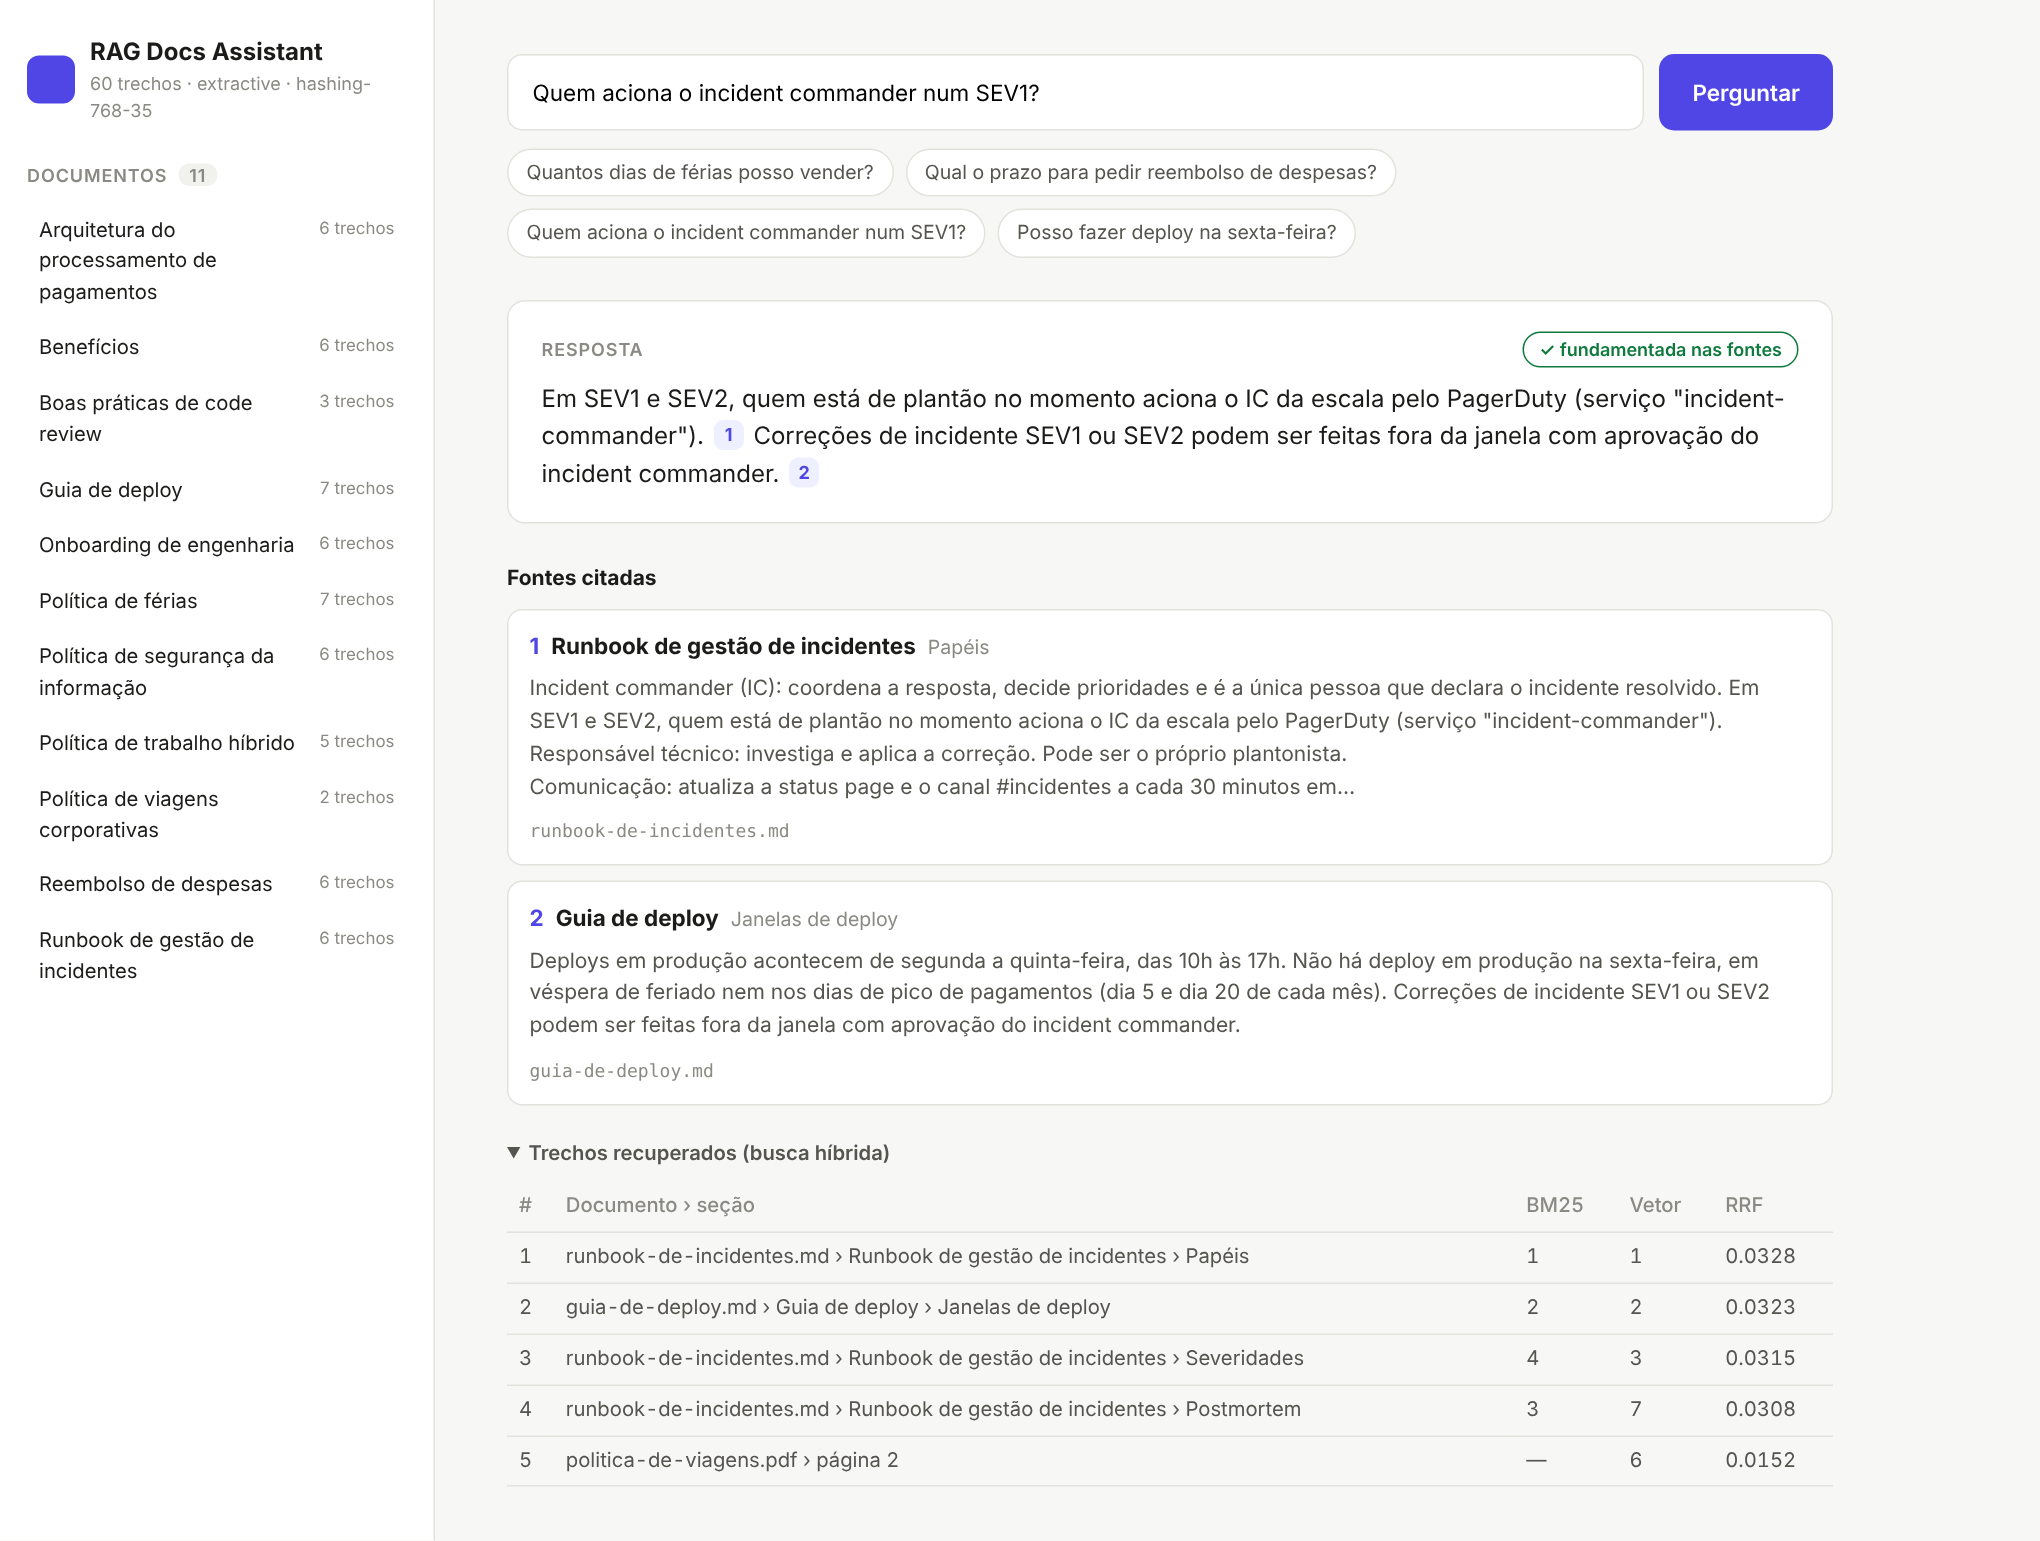 RAG Docs Assistant
60 trechos · extractive · hashing-
768-35
DOCUMENTOS 11
Arquitetura do
processamento de
pagamentos
6 trechos
Benefícios 6 trechos
Boas práticas de code
review
3 trechos
Guia de deploy 7 trechos
Onboarding de engenharia 6 trechos
Política de férias 7 trechos
Política de segurança da
informação
6 trechos
Política de trabalho híbrido 5 trechos
Política de viagens
corporativas
2 trechos
Reembolso de despesas 6 trechos
Runbook de gestão de
incidentes
6 trechos
Quem aciona o incident commander num SEV1?
Perguntar
Quantos dias de férias posso vender?
Qual o prazo para pedir reembolso de despesas?
Quem aciona o incident commander num SEV1?
Posso fazer deploy na sexta-feira?
RESPOSTA
✓ fundamentada nas fontes
Em SEV1 e SEV2, quem está de plantão no momento aciona o IC da escala pelo PagerDuty (serviço "incident-
commander"). 1 Correções de incidente SEV1 ou SEV2 podem ser feitas fora da janela com aprovação do
incident commander. 2
Fontes citadas
1 Runbook de gestão de incidentes Papéis
Incident commander (IC): coordena a resposta, decide prioridades e é a única pessoa que declara o incidente resolvido. Em
SEV1 e SEV2, quem está de plantão no momento aciona o IC da escala pelo PagerDuty (serviço "incident-commander").
Responsável técnico: investiga e aplica a correção. Pode ser o próprio plantonista.
Comunicação: atualiza a status page e o canal #incidentes a cada 30 minutos em…
runbook-de-incidentes.md
2 Guia de deploy Janelas de deploy
Deploys em produção acontecem de segunda a quinta-feira, das 10h às 17h. Não há deploy em produção na sexta-feira, em
véspera de feriado nem nos dias de pico de pagamentos (dia 5 e dia 20 de cada mês). Correções de incidente SEV1 ou SEV2
podem ser feitas fora da janela com aprovação do incident commander.
guia-de-deploy.md
▼ Trechos recuperados (busca híbrida)
# Documento › seção BM25 Vetor RRF
1 runbook-de-incidentes.md › Runbook de gestão de incidentes › Papéis 1 1 0.0328
2 guia-de-deploy.md › Guia de deploy › Janelas de deploy 2 2 0.0323
3 runbook-de-incidentes.md › Runbook de gestão de incidentes › Severidades 4 3 0.0315
4 runbook-de-incidentes.md › Runbook de gestão de incidentes › Postmortem 3 7 0.0308
5 politica-de-viagens.pdf › página 2 — 6 0.0152